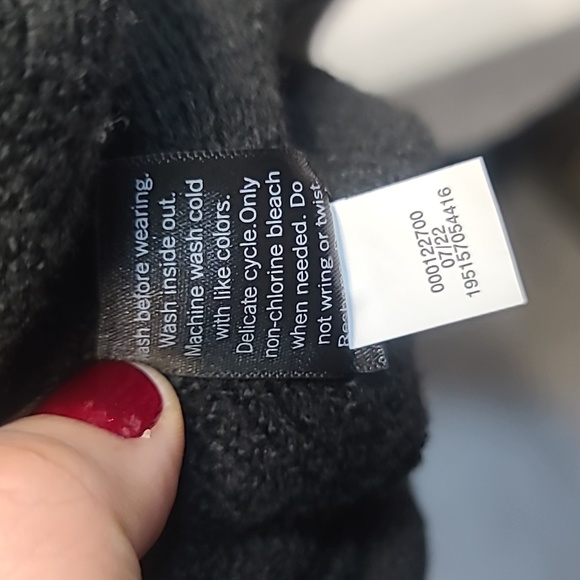 ash before wearing.
Wash inside out.
Machine wash cold
with like colors.
Delicate cycle.Only
non-chlorine bleach
when needed. Do
not wring or twist.
000122700
07/22
195157054416